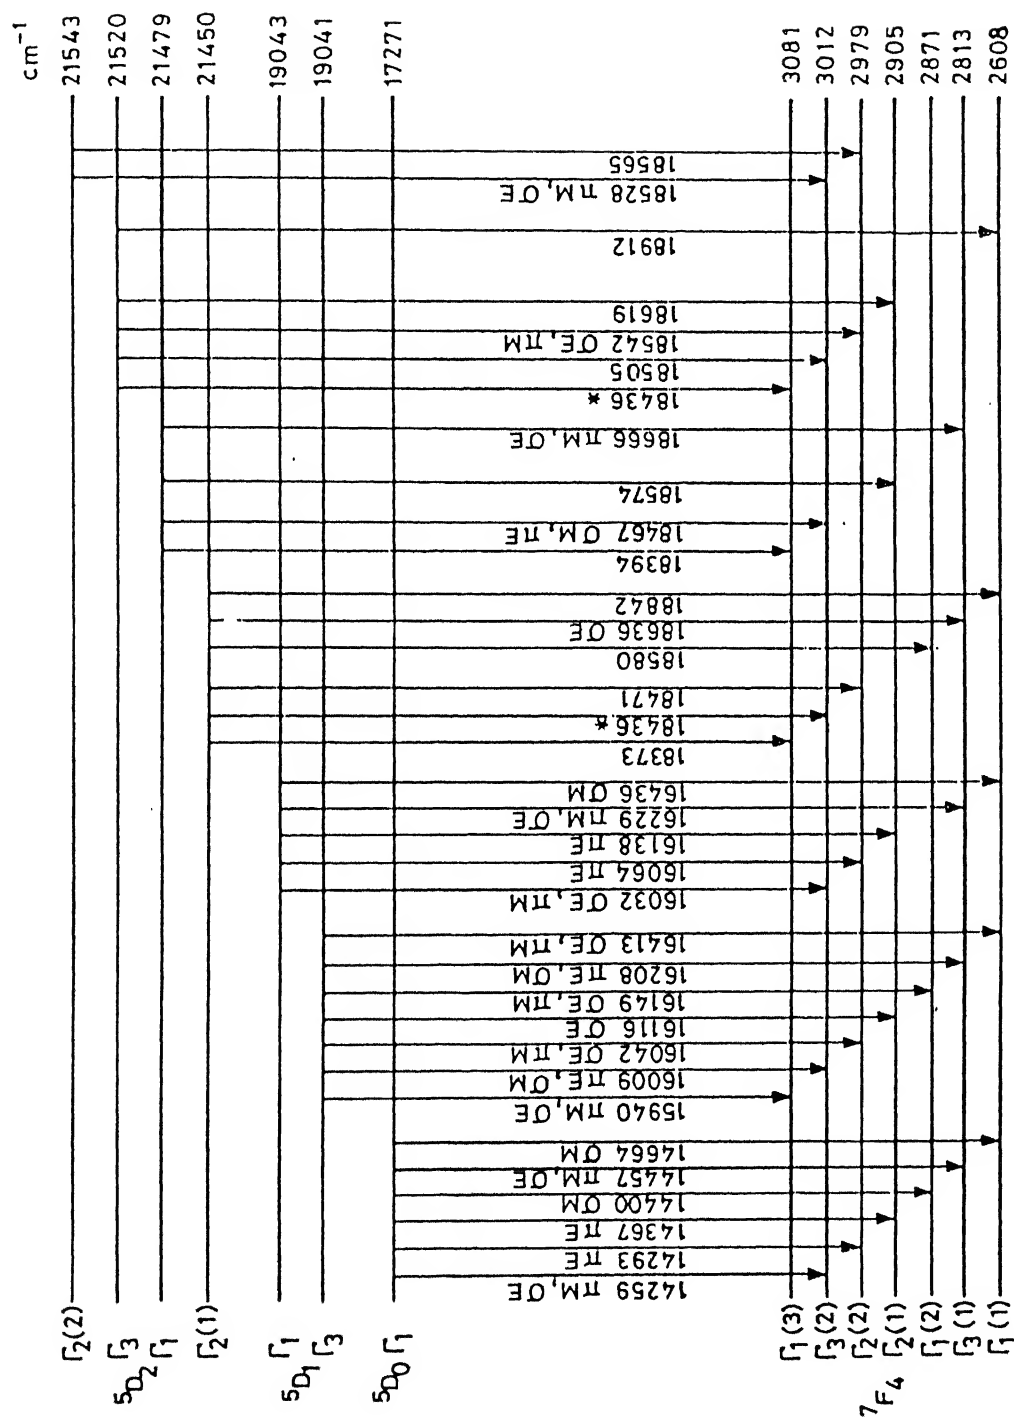 cm⁻¹
21543
21520
21479
21450
19043
19041
17271
3081
3012
2979
2905
2871
2813
2608
18565
18528 πM, σE
18912
18619
18542 σE, πM
18505
18436 *
18666 πM, σE
18574
18467 σM, πE
18394
18842
18636 σE
18580
18471
18436 *
18373
16436 σM
16229 πM, σE
16138 πE
16064 πE
16032 σE, πM
16413 σE, πM
16208 πE, σM
16149 σE, πM
16116 σE
16042 σE, πM
16009 πE, σM
15940 πM, σE
14664 σM
14457 πM, σE
14400 σM
14367 πE
14293 πE
14259 πM, σE
Γ₂(2)
Γ₃
⁵D₂ Γ₁
Γ₂(1)
Γ₁
⁵D₁ Γ₃
⁵D₀ Γ₁
Γ₁(3)
Γ₃(2)
Γ₂(2)
⁷F₄ Γ₂(1)
Γ₁(2)
Γ₃(1)
Γ₁(1)